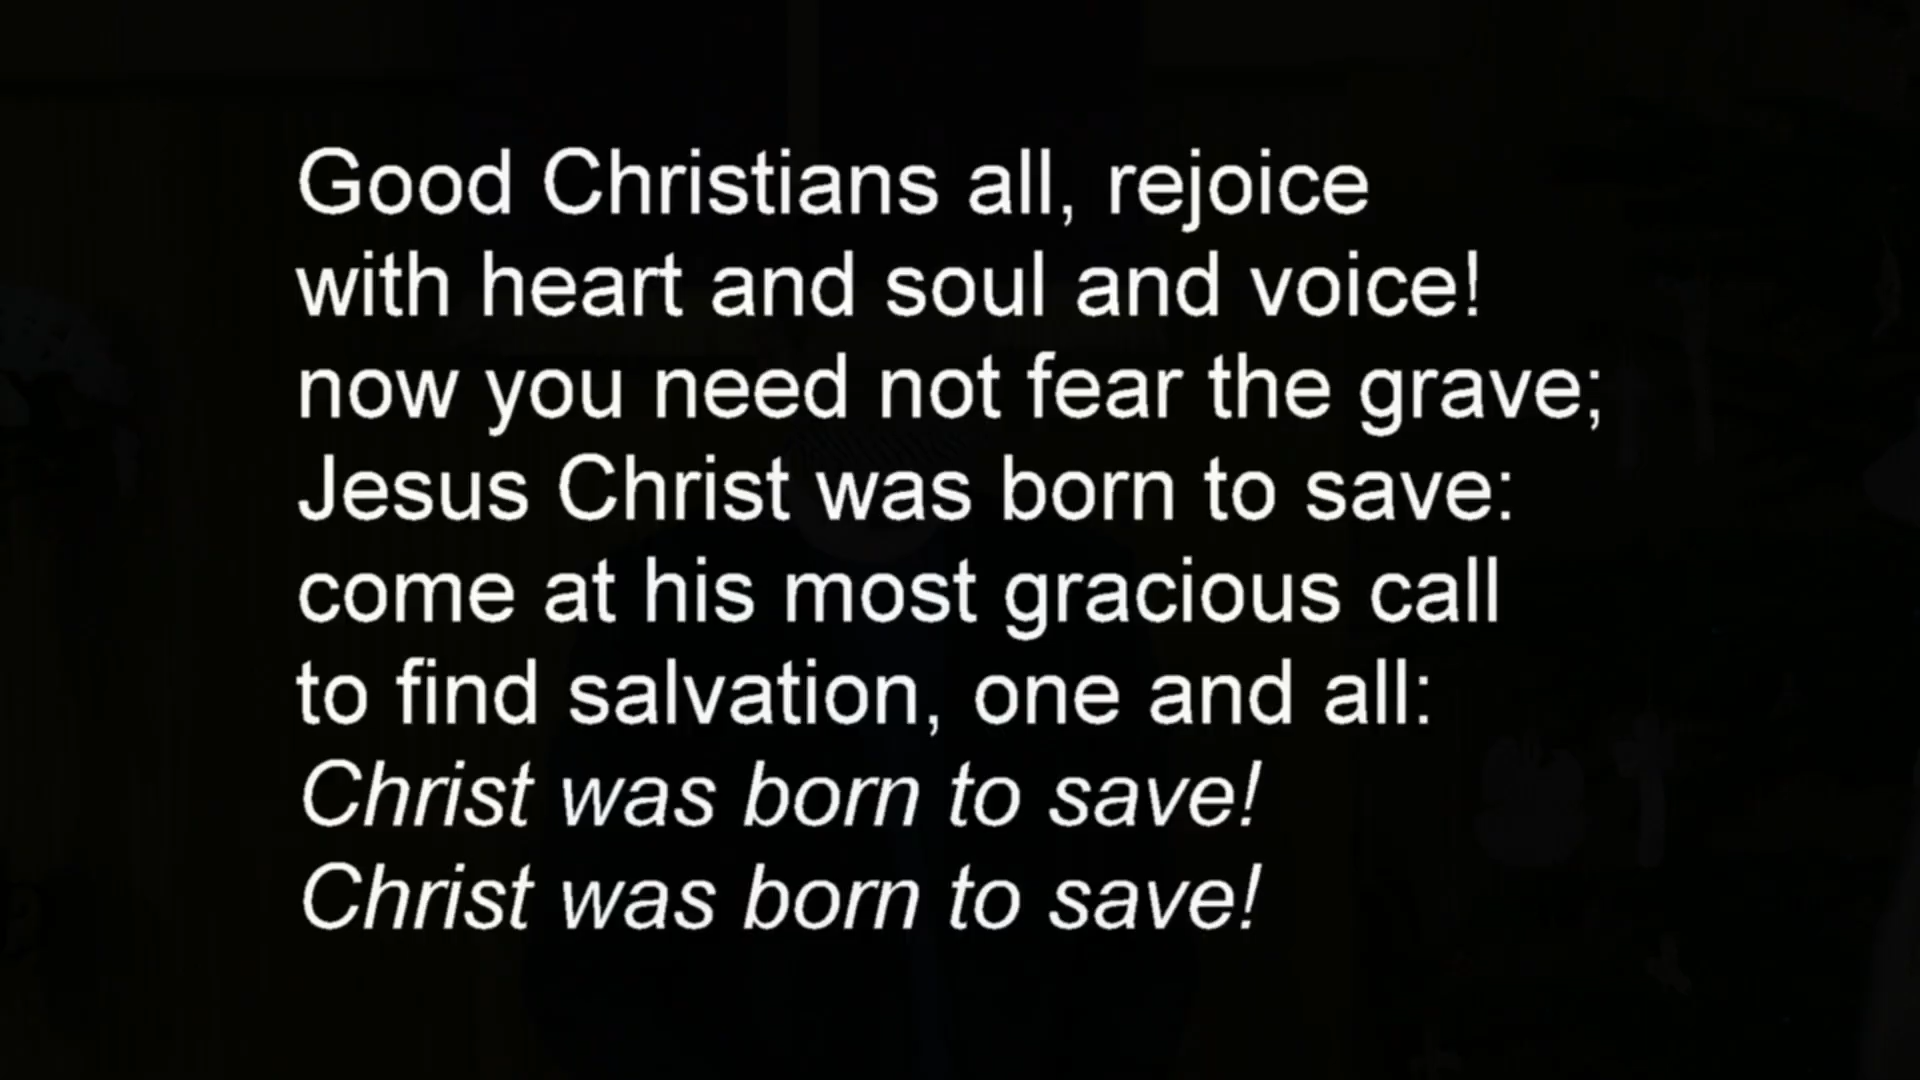 Good Christians all, rejoice
with heart and soul and voice!
now you need not fear the grave;
Jesus Christ was born to save:
come at his most gracious call
to find salvation, one and all:
Christ was born to save!
Christ was born to save!